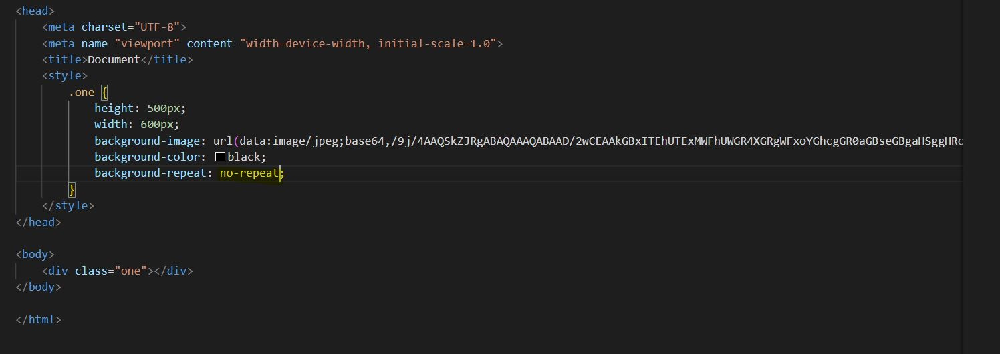 <head>
<meta charset="UTF-8">
<meta name="viewport" content="width=device-width, initial-scale=1.0">
<title>Document</title>
<style>
.one {
height: 500px;
width: 600px;
background-image: url(data:image/jpeg;base64,/9j/4AAQSkZJRgABAQAAAQABAAD/2wCEAAkGBxITEhUTExMWFhUWGR4XGRgWFxoYGhcgGR0aGBseGBgaHSggHRo
background-color: black;
background-repeat: no-repeat;
}
</style>
</head>
<body>
<div class="one"></div>
</body>
</html>